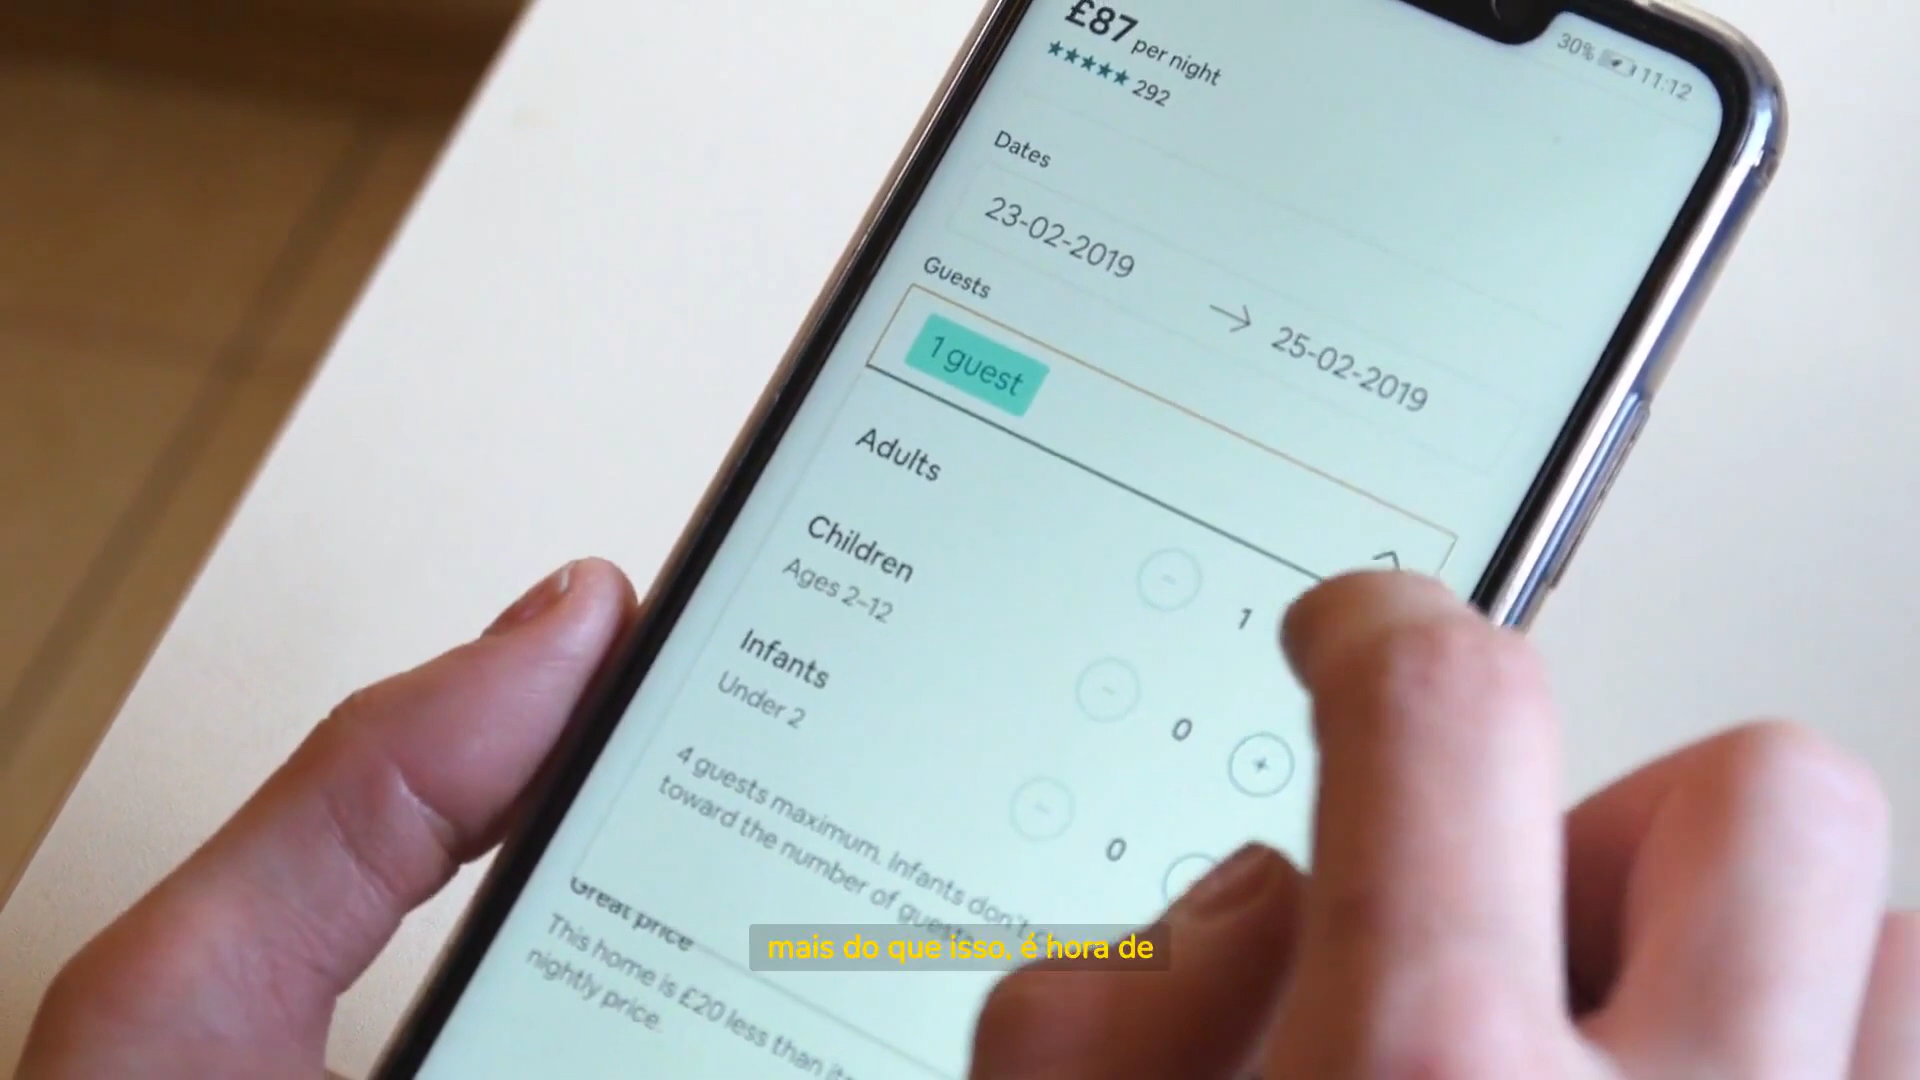 £87 per night
★★★★★ 292
30% 11:12
Dates
23-02-2019 → 25-02-2019
Guests
1 guest
Adults
1
Children
Ages 2–12
0
Infants
Under 2
0
4 guests maximum. Infants don't
toward the number of guests
Great price
This home is £20 less than
nightly price.
mais do que isso, é hora de